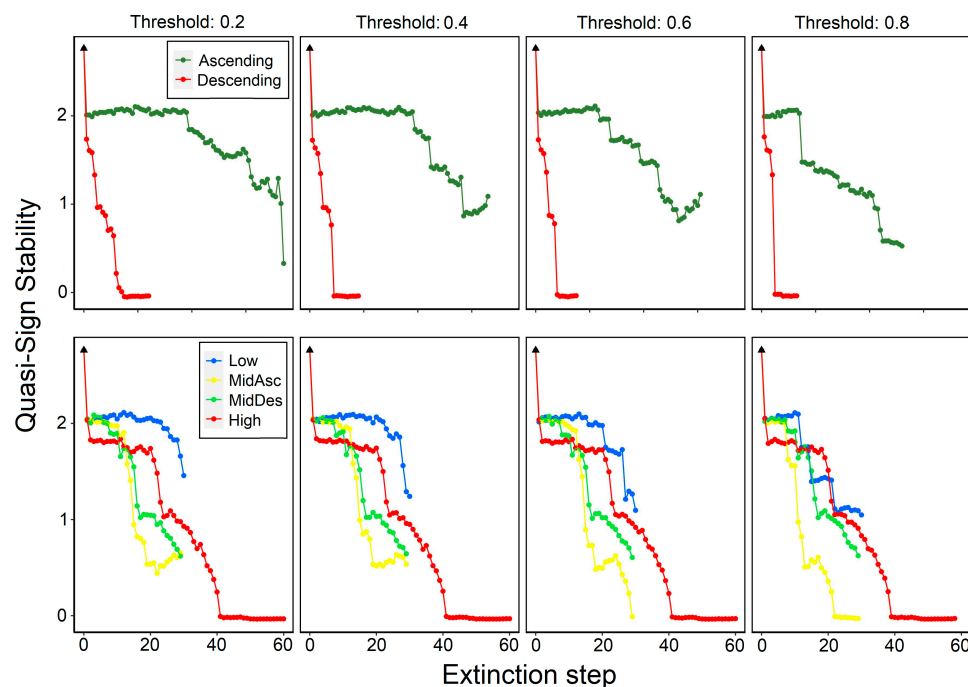 Threshold: 0.2 Threshold: 0.4 Threshold: 0.6 Threshold: 0.8
Quasi-Sign Stability
2
1
0
Ascending
Descending
2
1
0
Low
MidAsc
MidDes
High
0 20 40 60 0 20 40 60 0 20 40 60 0 20 40 60
Extinction step